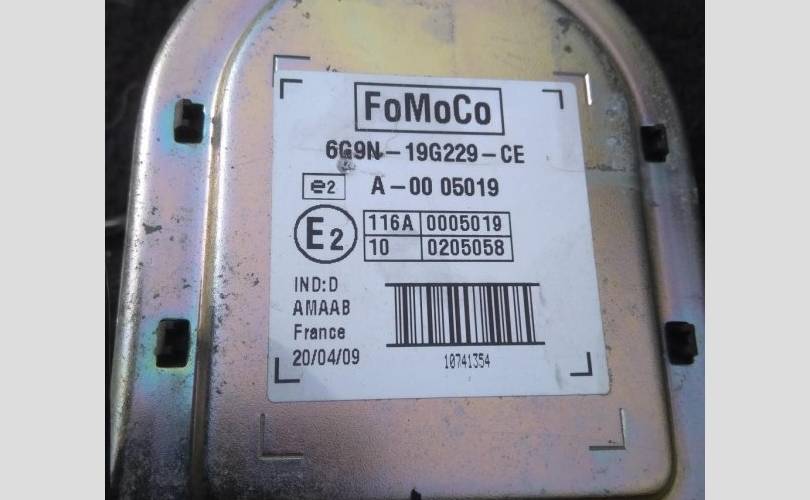 FoMoCo
6G9N-19G229-CE
e2 A-00 05019
E2 116A 0005019
10 0205058
IND:D
AMAAB
France
20/04/09
10741354